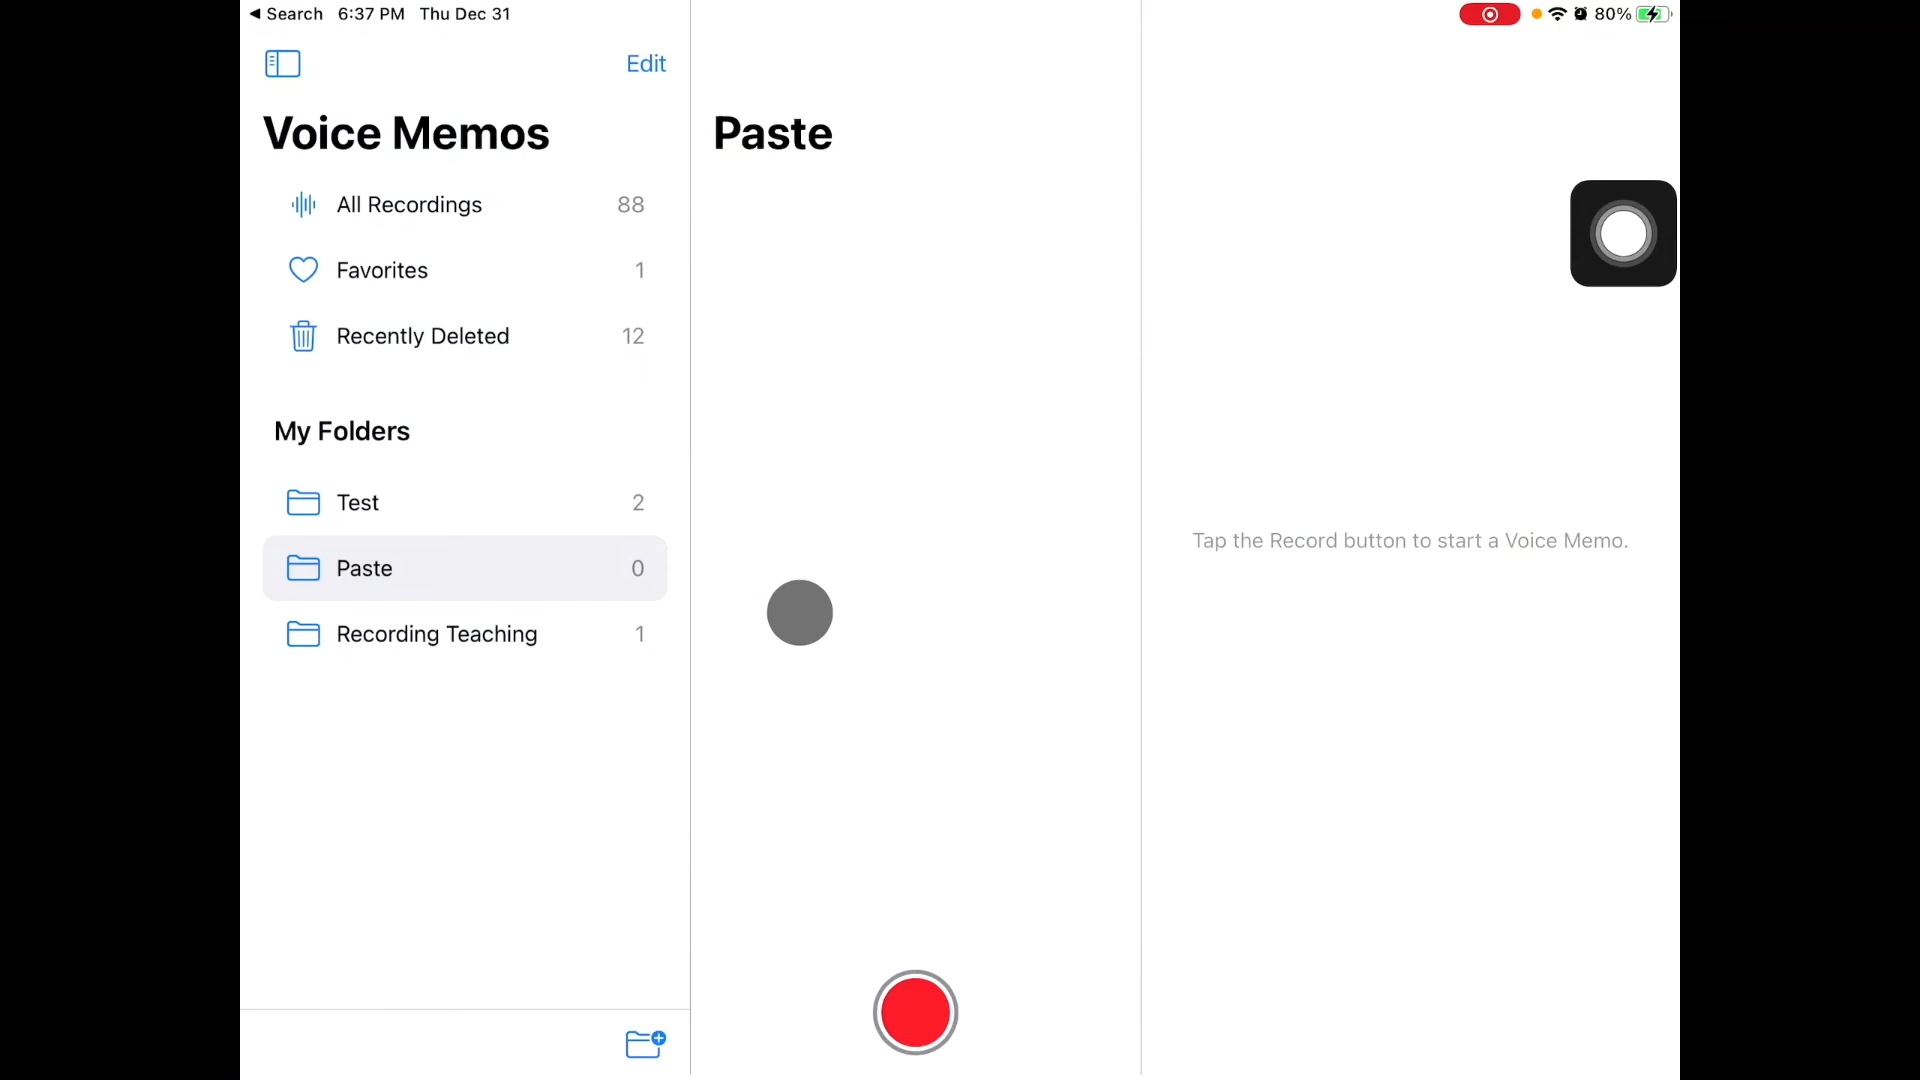 Search 6:37 PM Thu Dec 31
80%
Edit
Voice Memos
All Recordings 88
Favorites 1
Recently Deleted 12
My Folders
Test 2
Paste 0
Recording Teaching 1
Paste
Tap the Record button to start a Voice Memo.